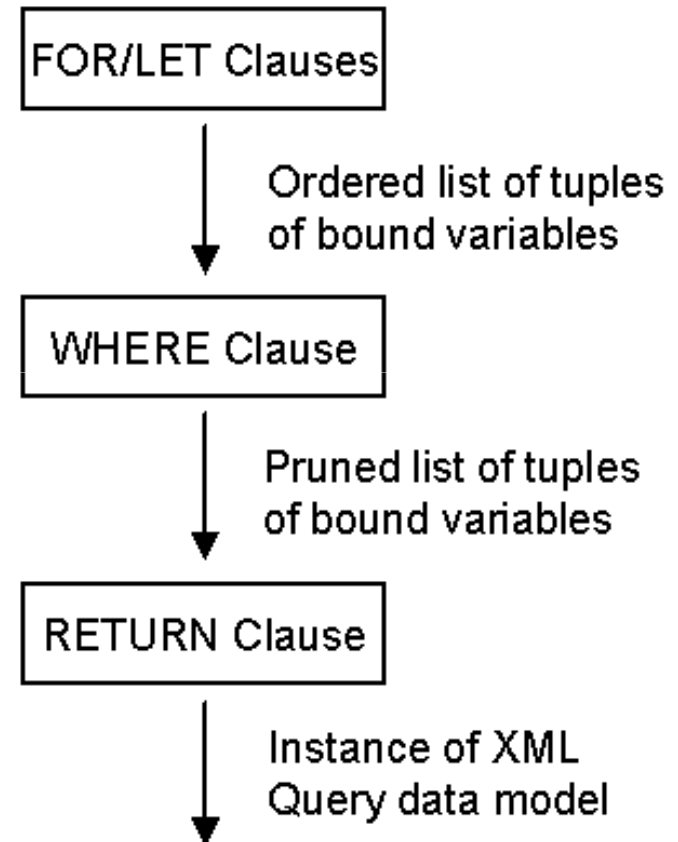 FOR/LET Clauses
Ordered list of tuples
of bound variables
WHERE Clause
Pruned list of tuples
of bound variables
RETURN Clause
Instance of XML
Query data model